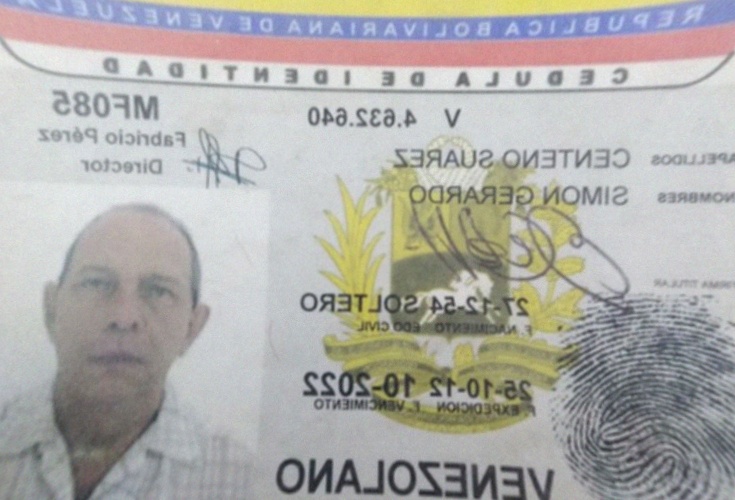 REPUBLICA BOLIVARIANA DE VENEZUELA
CEDULA DE IDENTIDAD
V 4.632.640
MF085
Fabricio Pérez
Director
APELLIDOS CENTENO SUAREZ
NOMBRES SIMON GERARDO
FIRMA TITULAR
27-12-54 SOLTERO
F. NACIMIENTO EDO CIVIL
25-10-12 10-2022
F. EXPEDICION F. VENCIMIENTO
VENEZOLANO